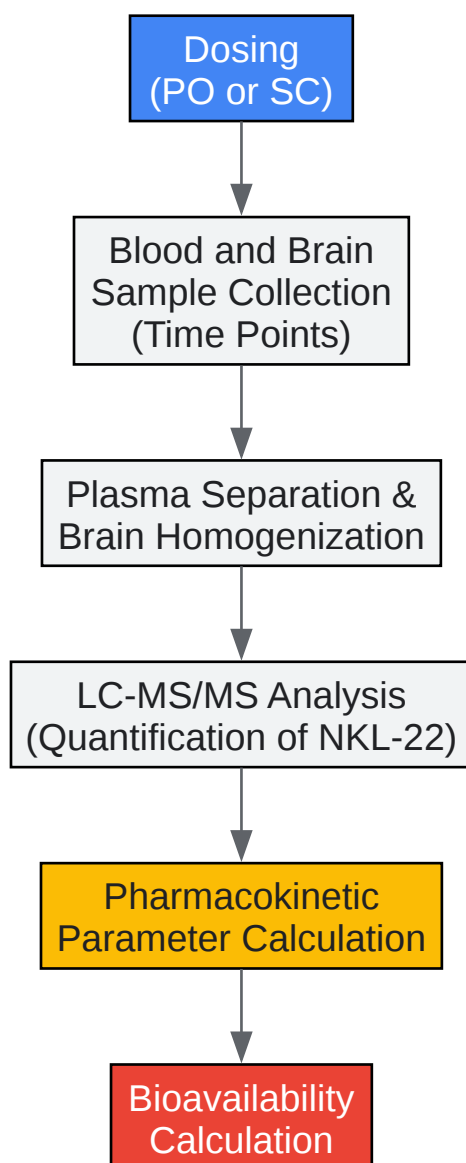 Dosing
(PO or SC)
Blood and Brain
Sample Collection
(Time Points)
Plasma Separation &
Brain Homogenization
LC-MS/MS Analysis
(Quantification of NKL-22)
Pharmacokinetic
Parameter Calculation
Bioavailability
Calculation